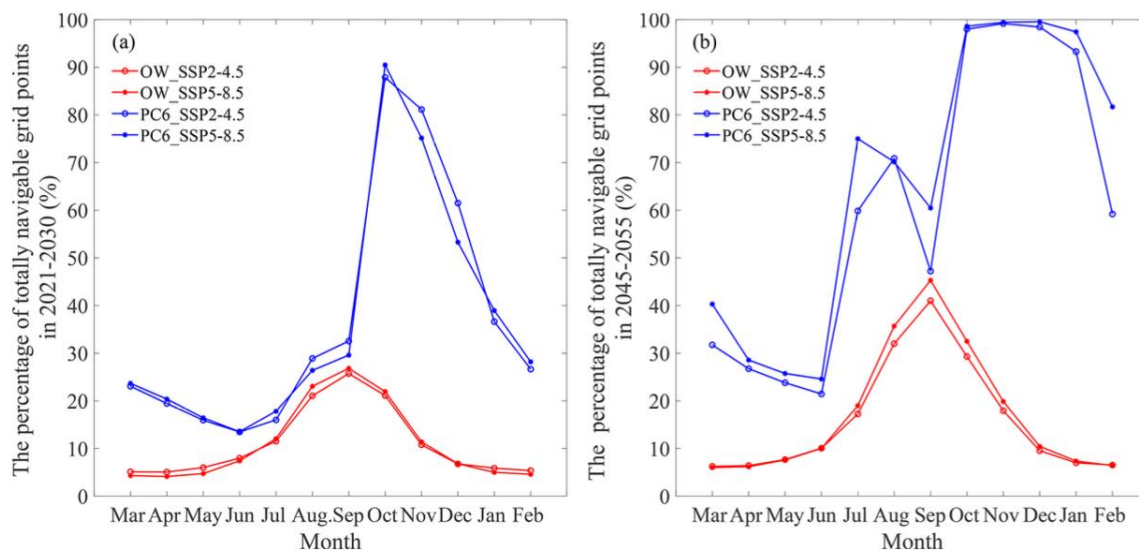 The percentage of totally navigable grid points
in 2021-2030 (%)
100
90
80
70
60
50
40
30
20
10
0
(a)
OW_SSP2-4.5
OW_SSP5-8.5
PC6_SSP2-4.5
PC6_SSP5-8.5
Mar Apr May Jun Jul Aug.Sep Oct Nov Dec Jan Feb
Month
The percentage of totally navigable grid points
in 2045-2055 (%)
100
90
80
70
60
50
40
30
20
10
0
(b)
OW_SSP2-4.5
OW_SSP5-8.5
PC6_SSP2-4.5
PC6_SSP5-8.5
Mar Apr May Jun Jul Aug Sep Oct Nov Dec Jan Feb
Month